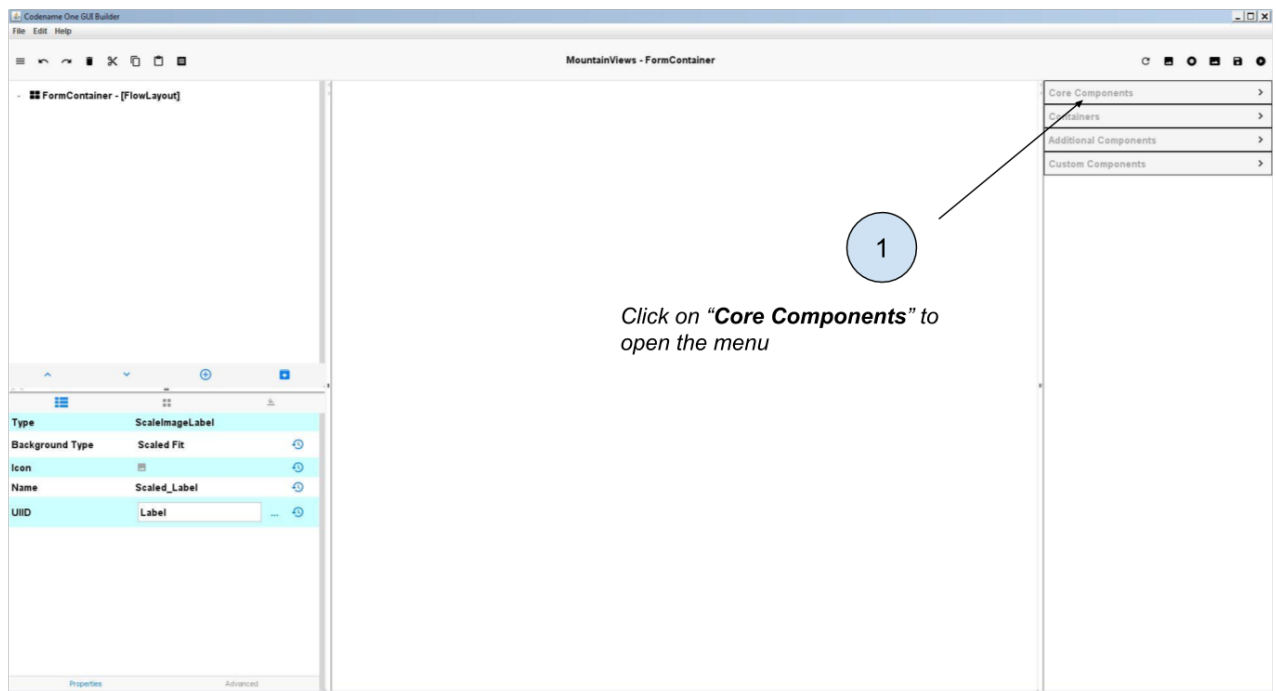 Codename One GUI Builder
File Edit Help
MountainViews - FormContainer
FormContainer - [FlowLayout]
Core Components
Containers
Additional Components
Custom Components
1
Click on “Core Components” to
open the menu
Type ScaleImageLabel
Background Type Scaled Fit
Icon
Name Scaled_Label
UIID Label ...
Properties Advanced